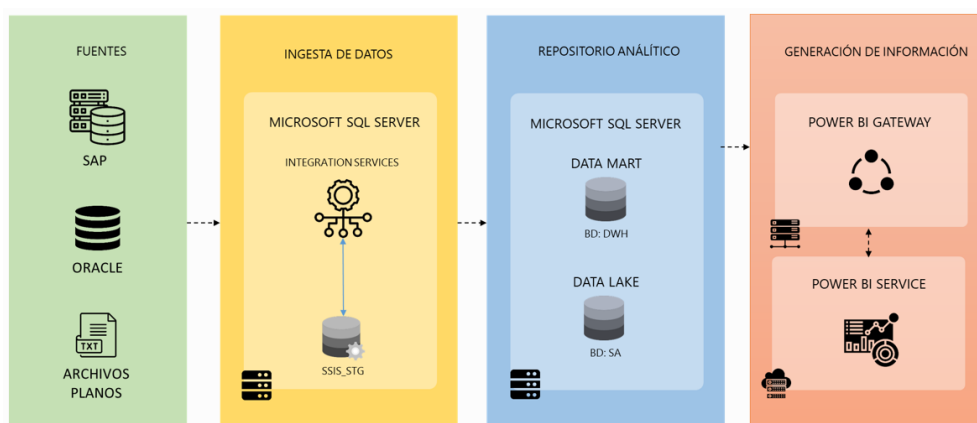 FUENTES
SAP
ORACLE
TXT
ARCHIVOS
PLANOS
INGESTA DE DATOS
MICROSOFT SQL SERVER
INTEGRATION SERVICES
SSIS_STG
REPOSITORIO ANÁLÍTICO
MICROSOFT SQL SERVER
DATA MART
BD: DWH
DATA LAKE
BD: SA
GENERACIÓN DE INFORMACIÓN
POWER BI GATEWAY
POWER BI SERVICE